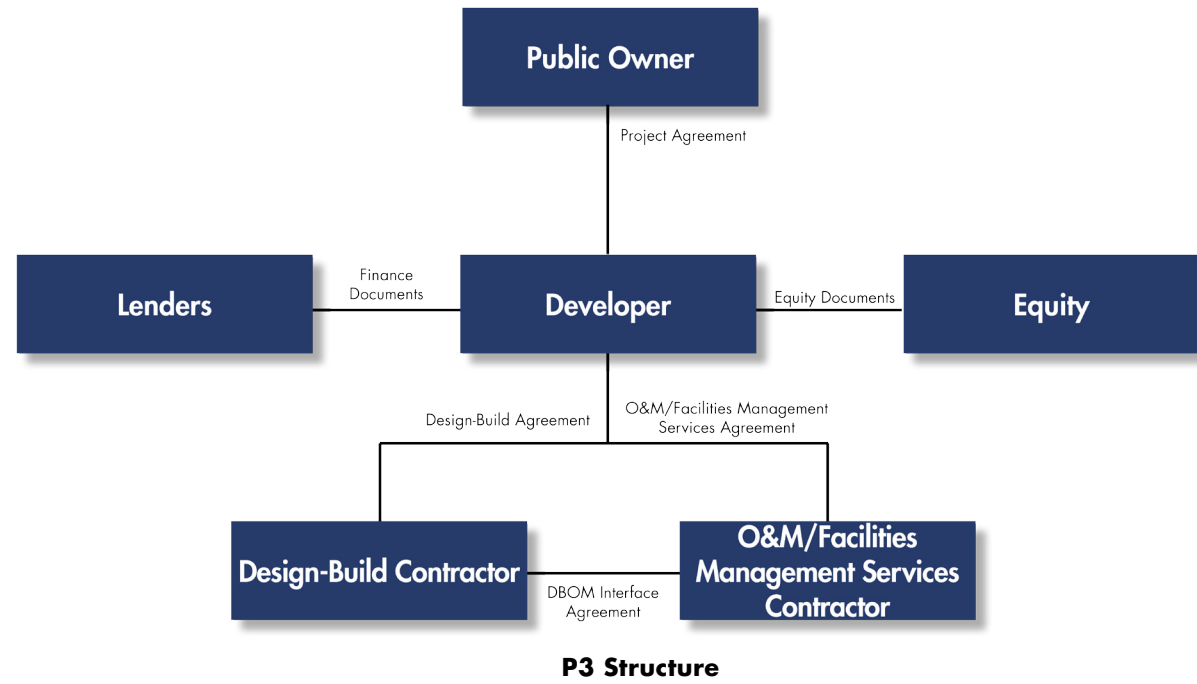 Public Owner
Project Agreement
Lenders
Finance
Documents
Developer
Equity Documents
Equity
Design-Build Agreement
O&M/Facilities Management
Services Agreement
Design-Build Contractor
DBOM Interface
Agreement
O&M/Facilities
Management Services
Contractor
P3 Structure